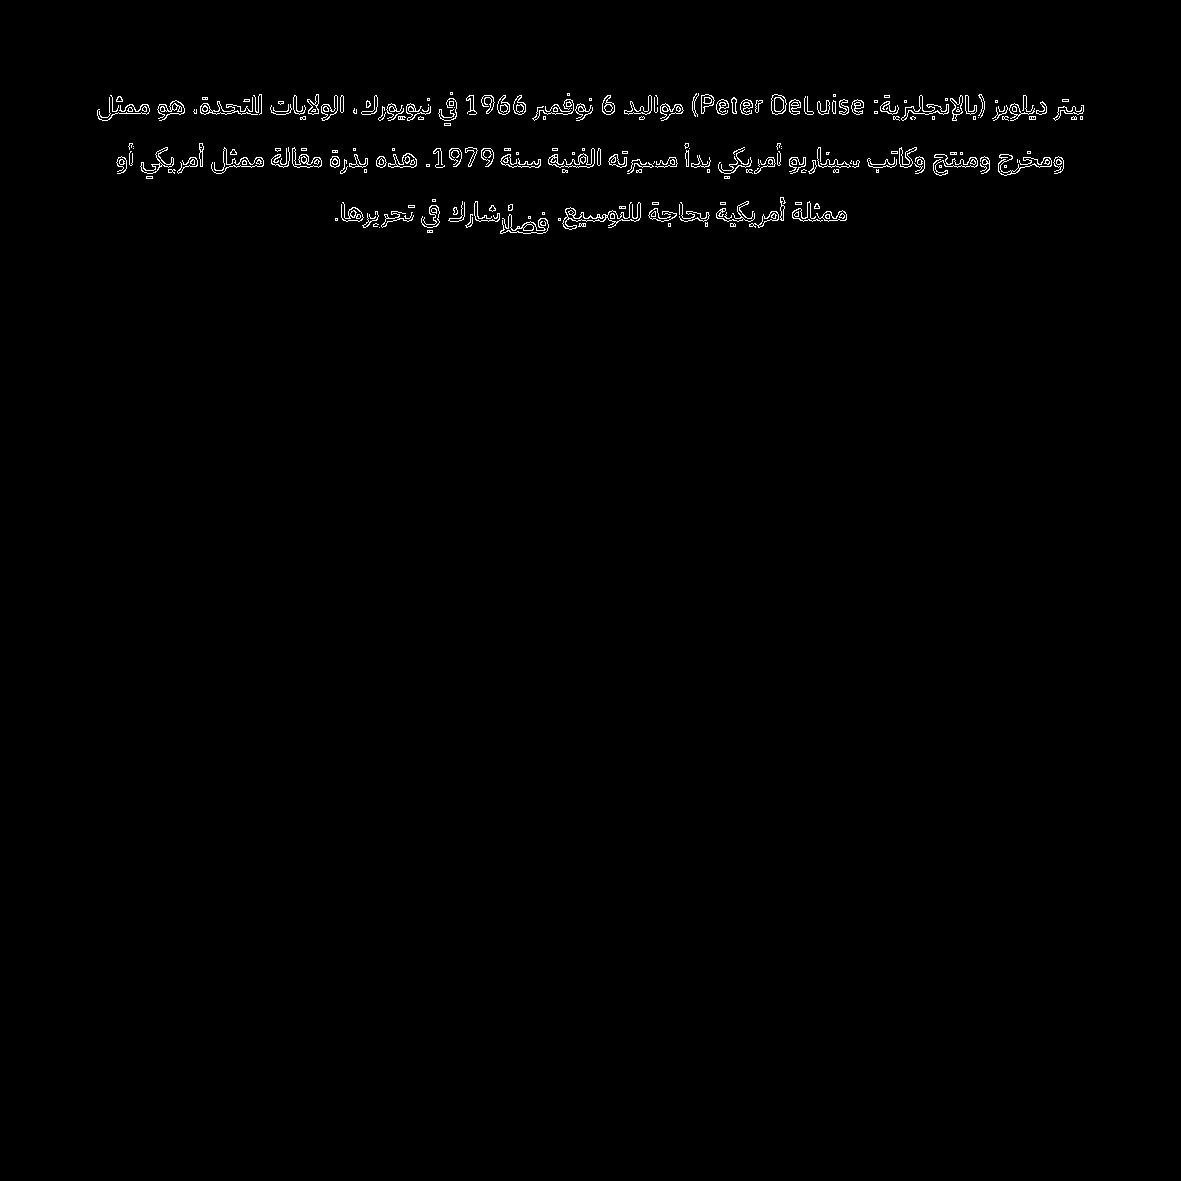 بيتر ديلويز (بالإنجليزية: Peter DeLuise) مواليد 6 نوفمبر 1966 في نيويورك، الولايات المتحدة، هو ممثل
ومخرج ومنتج وكاتب سيناريو أمريكي بدأ مسيرته الفنية سنة 1979. هذه بذرة مقالة ممثل أمريكي أو
ممثلة أمريكية بحاجة للتوسيع. فضلًا شارك في تحريرها.